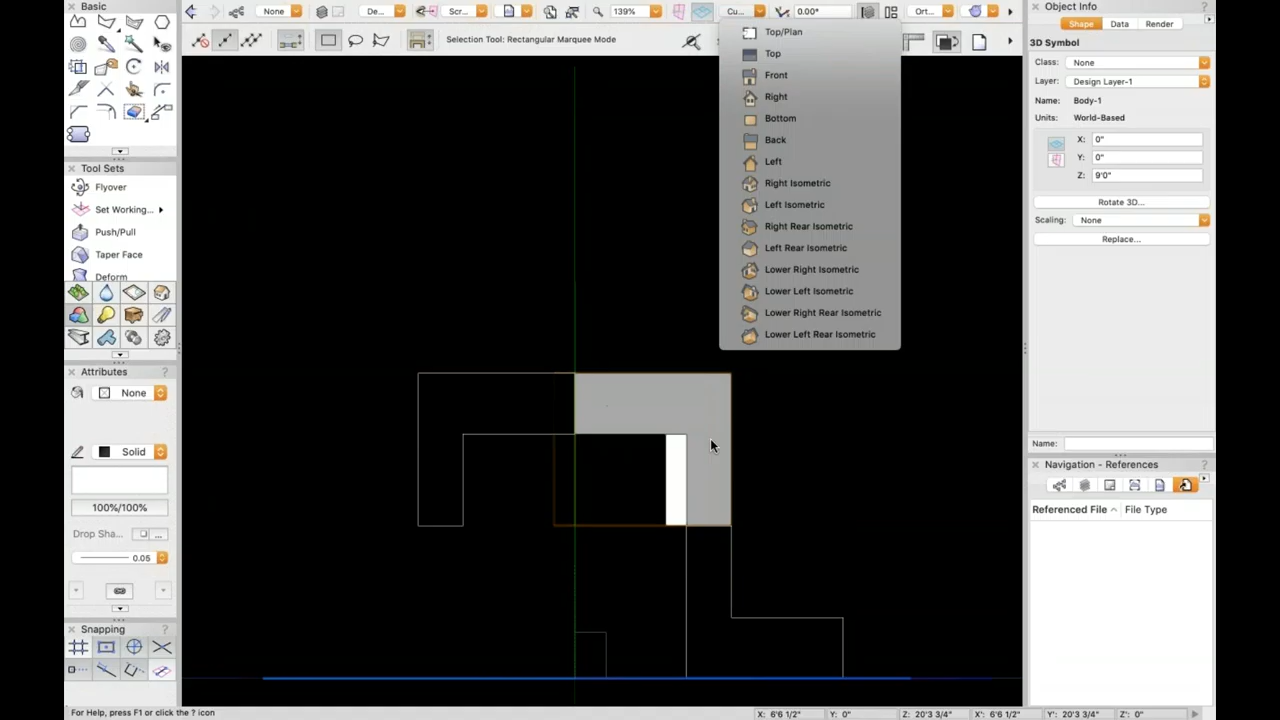 Basic
None
De...
Scr...
139%
Cu...
0.00°
Ort...
Selection Tool: Rectangular Marquee Mode
Tool Sets
Flyover
Set Working...
Push/Pull
Taper Face
Deform
Attributes
?
None
Solid
100%/100%
Drop Sha...
...
0.05
Snapping
?
For Help, press F1 or click the ? icon
Top/Plan
Top
Front
Right
Bottom
Back
Left
Right Isometric
Left Isometric
Right Rear Isometric
Left Rear Isometric
Lower Right Isometric
Lower Left Isometric
Lower Right Rear Isometric
Lower Left Rear Isometric
Object Info
?
Shape
Data
Render
3D Symbol
Class: None
Layer: Design Layer-1
Name: Body-1
Units: World-Based
X: 0"
Y: 0"
Z: 9'0"
Rotate 3D...
Scaling: None
Replace...
Name:
Navigation - References
?
Referenced File
File Type
X: 6'6 1/2" Y: 0" Z: 20'3 3/4" X': 6'6 1/2" Y': 20'3 3/4" Z': 0"